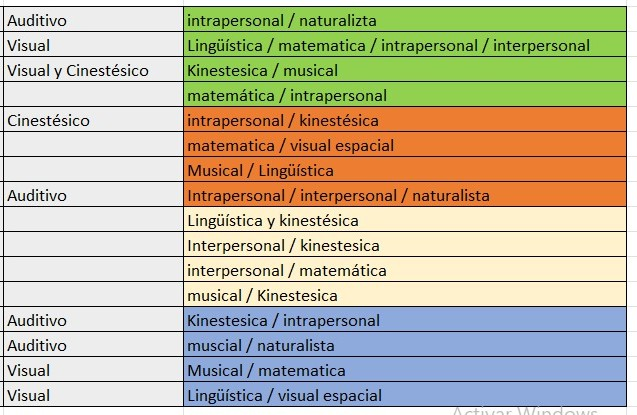 Auditivo intrapersonal / naturalizta
Visual Lingüística / matematica / intrapersonal / interpersonal
Visual y Cinestésico Kinestesica / musical
matemática / intrapersonal
Cinestésico intrapersonal / kinestésica
matematica / visual espacial
Musical / Lingüística
Auditivo Intrapersonal / interpersonal / naturalista
Lingüística y kinestésica
Interpersonal / kinestesica
interpersonal / matemática
musical / Kinestesica
Auditivo Kinestesica / intrapersonal
Auditivo muscial / naturalista
Visual Musical / matematica
Visual Lingüística / visual espacial
Activar Windows